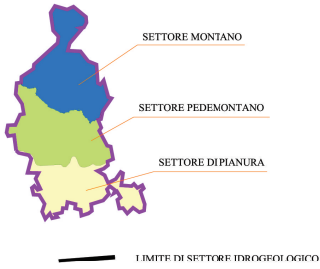 SETTORE MONTANO
SETTORE PEDEMONTANO
SETTORE DI PIANURA
LIMITE DI SETTORE IDROGEOLOGICO